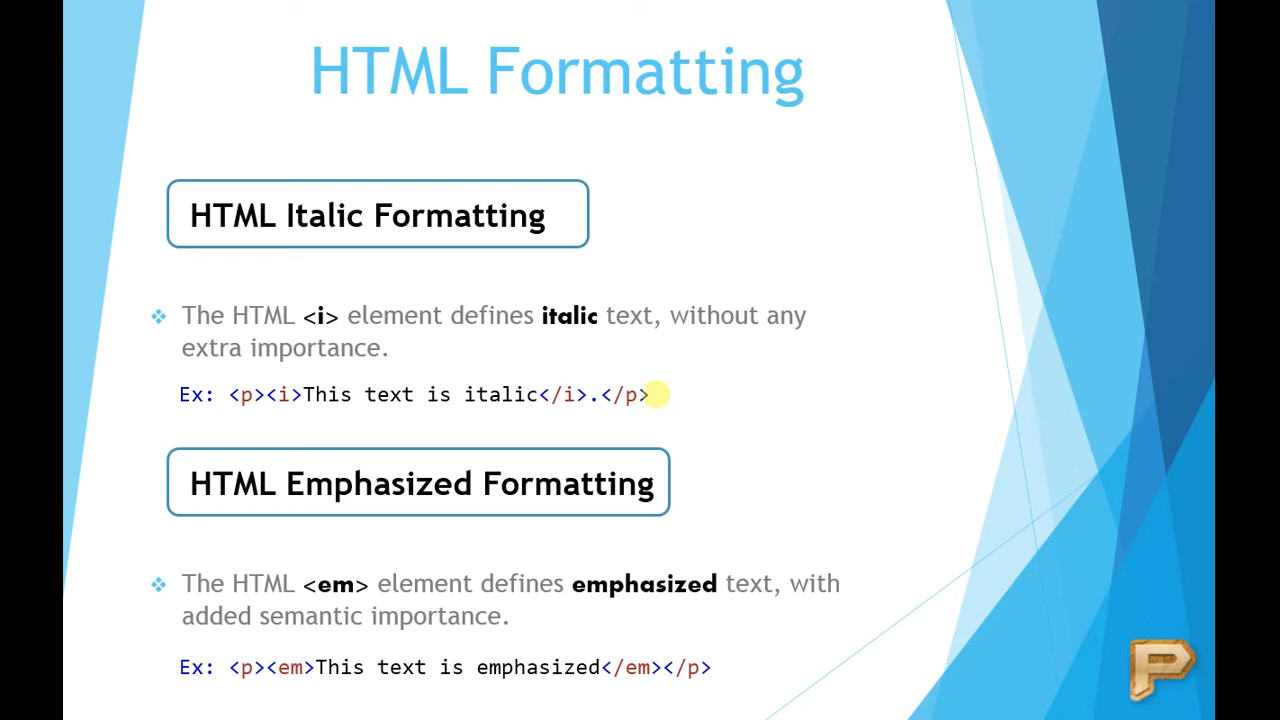 HTML Formatting
HTML Italic Formatting
The HTML <i> element defines italic text, without any
extra importance.
Ex: <p><i>This text is italic</i>.</p>
HTML Emphasized Formatting
The HTML <em> element defines emphasized text, with
added semantic importance.
Ex: <p><em>This text is emphasized</em></p>
P